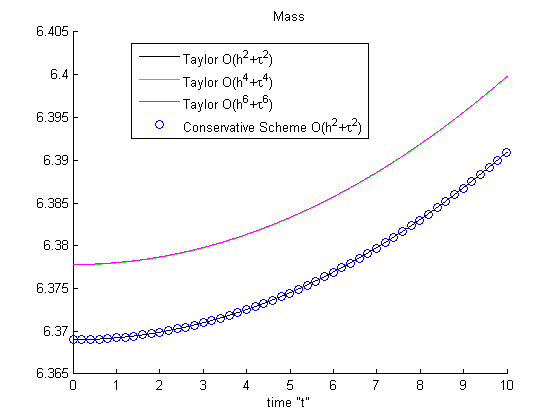 Mass
6.405
6.4
6.395
6.39
6.385
6.38
6.375
6.37
6.365
Taylor O(h²+τ²)
Taylor O(h⁴+τ⁴)
Taylor O(h⁶+τ⁶)
Conservative Scheme O(h²+τ²)
0 1 2 3 4 5 6 7 8 9 10
time "t"